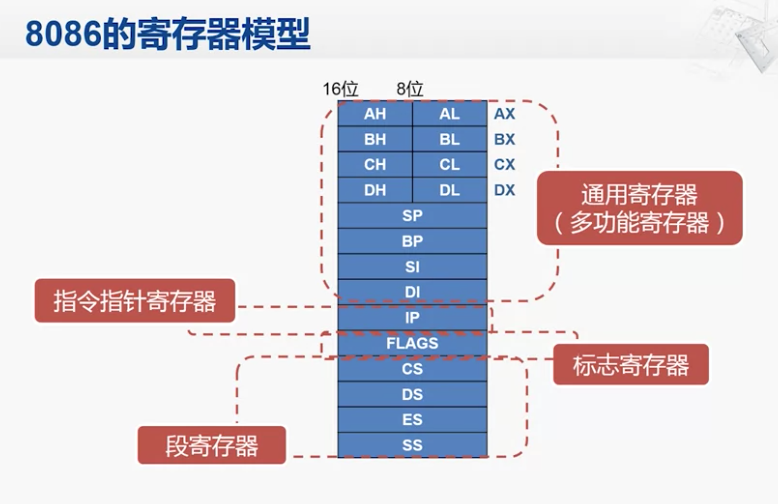 8086的寄存器模型
16位 8位
AH AL AX
BH BL BX
CH CL CX
DH DL DX
通用寄存器
（多功能寄存器）
SP
BP
SI
DI
指令指针寄存器
IP
FLAGS
标志寄存器
CS
DS
ES
段寄存器
SS